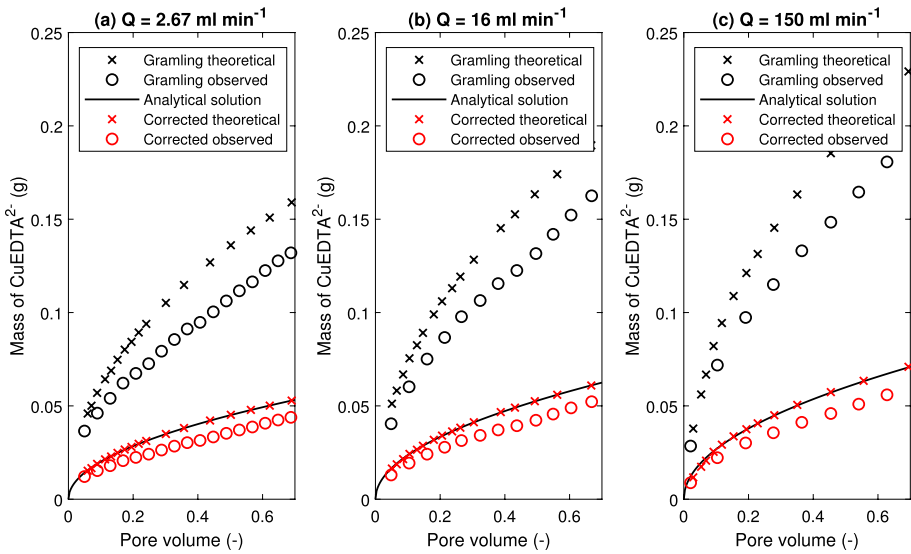 (a) Q = 2.67 ml min⁻¹
0.25
0.2
0.15
0.1
0.05
0
Mass of CuEDTA²⁻ (g)
Gramling theoretical
Gramling observed
Analytical solution
Corrected theoretical
Corrected observed
0
0.2
0.4
0.6
Pore volume (-)
(b) Q = 16 ml min⁻¹
0.25
0.2
0.15
0.1
0.05
0
Mass of CuEDTA²⁻ (g)
Gramling theoretical
Gramling observed
Analytical solution
Corrected theoretical
Corrected observed
0
0.2
0.4
0.6
Pore volume (-)
(c) Q = 150 ml min⁻¹
0.25
0.2
0.15
0.1
0.05
0
Mass of CuEDTA²⁻ (g)
Gramling theoretical
Gramling observed
Analytical solution
Corrected theoretical
Corrected observed
0
0.2
0.4
0.6
Pore volume (-)